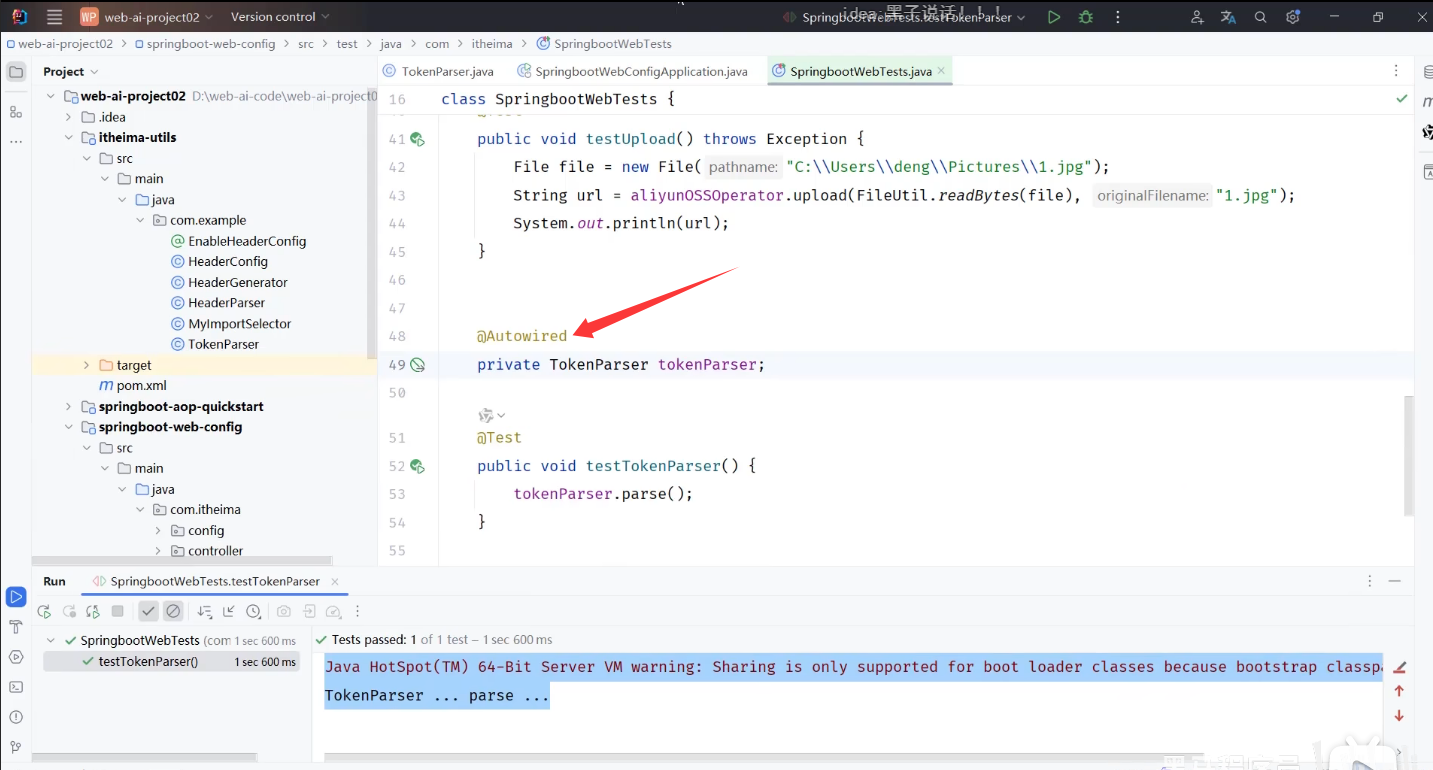 WP web-ai-project02 Version control SpringbootWebTests.testTokenParser
idea:黑子说话！！！
web-ai-project02 springboot-web-config src test java com itheima SpringbootWebTests
Project
TokenParser.java SpringbootWebConfigApplication.java SpringbootWebTests.java
web-ai-project02 D:\web-ai-code\web-ai-project0
.idea
itheima-utils
src
main
java
com.example
EnableHeaderConfig
HeaderConfig
HeaderGenerator
HeaderParser
MyImportSelector
TokenParser
target
pom.xml
springboot-aop-quickstart
springboot-web-config
src
main
java
com.itheima
config
controller
16 class SpringbootWebTests {
41 public void testUpload() throws Exception {
42 File file = new File( pathname: "C:\\Users\\deng\\Pictures\\1.jpg");
43 String url = aliyunOSSOperator.upload(FileUtil.readBytes(file), originalFilename: "1.jpg");
44 System.out.println(url);
45 }
46
47
48 @Autowired
49 private TokenParser tokenParser;
50
51 @Test
52 public void testTokenParser() {
53 tokenParser.parse();
54 }
55
Run SpringbootWebTests.testTokenParser
SpringbootWebTests (com 1 sec 600 ms
testTokenParser() 1 sec 600 ms
Tests passed: 1 of 1 test – 1 sec 600 ms
Java HotSpot(TM) 64-Bit Server VM warning: Sharing is only supported for boot loader classes because bootstrap classpa
TokenParser ... parse ...